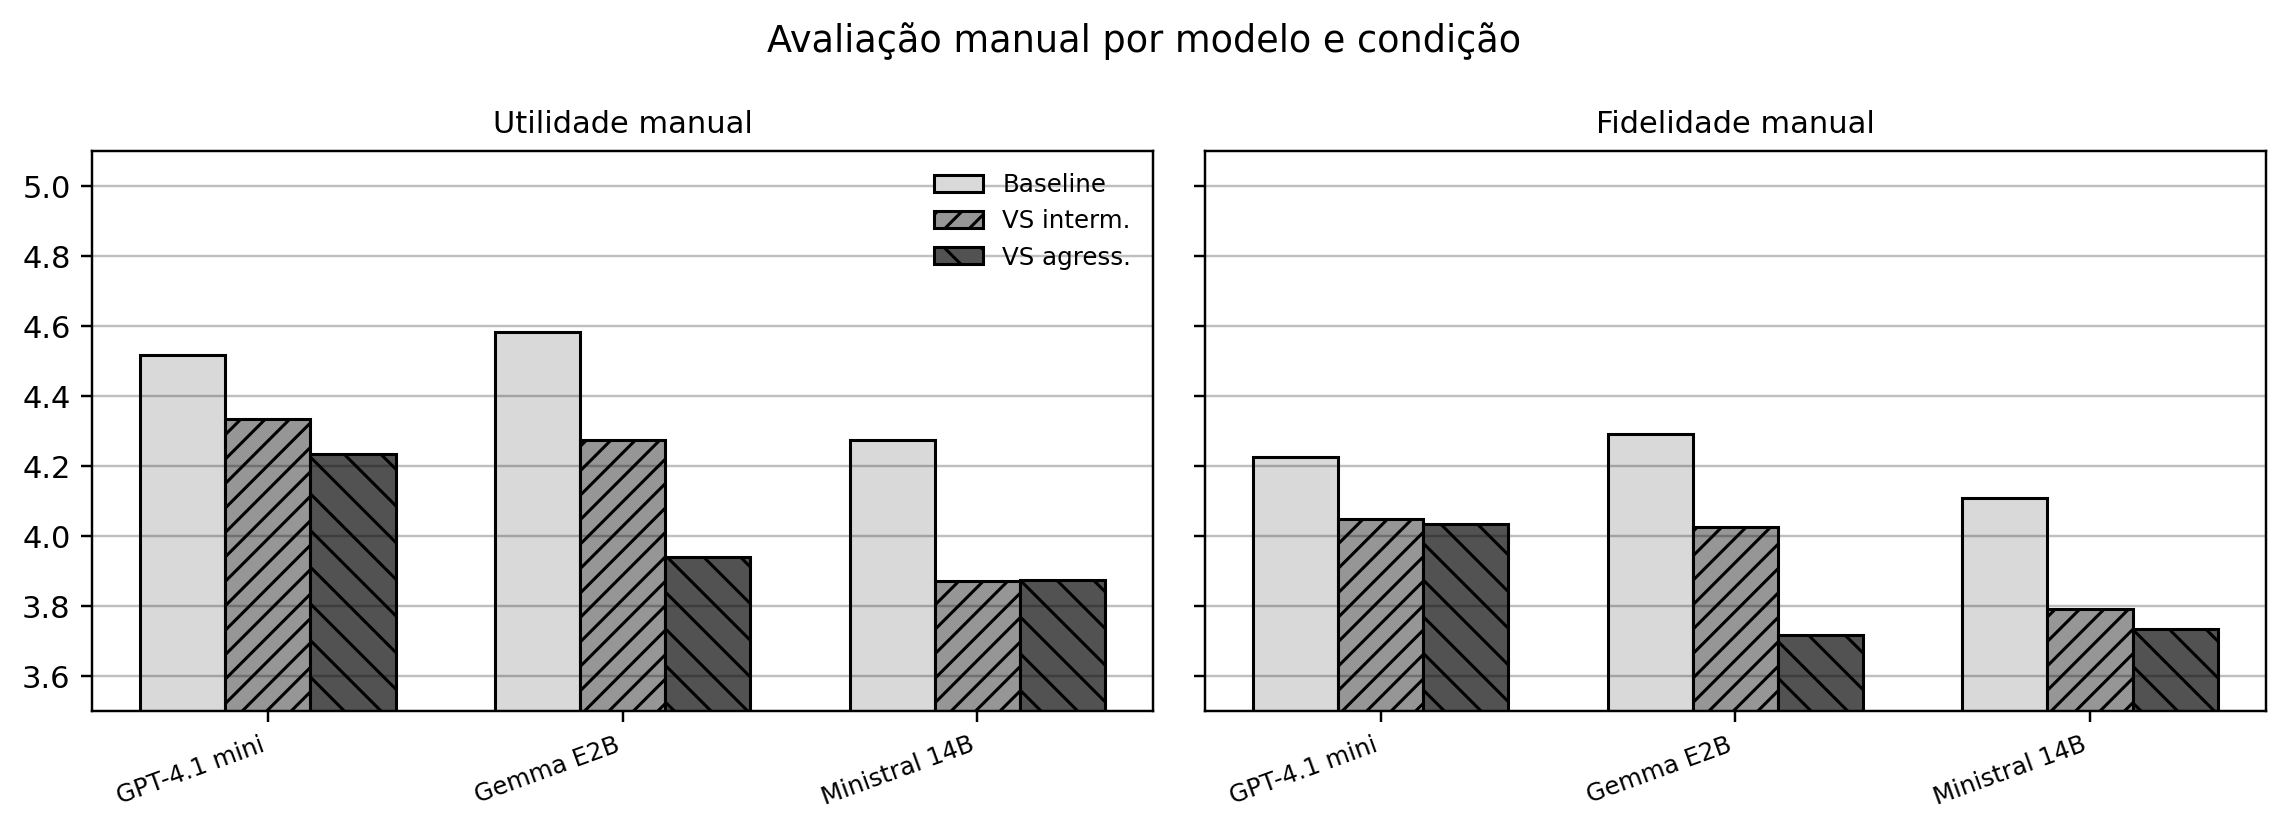 Avaliação manual por modelo e condição
Utilidade manual
Fidelidade manual
5.0
4.8
4.6
4.4
4.2
4.0
3.8
3.6
Baseline
VS interm.
VS agress.
GPT-4.1 mini
Gemma E2B
Ministral 14B
GPT-4.1 mini
Gemma E2B
Ministral 14B